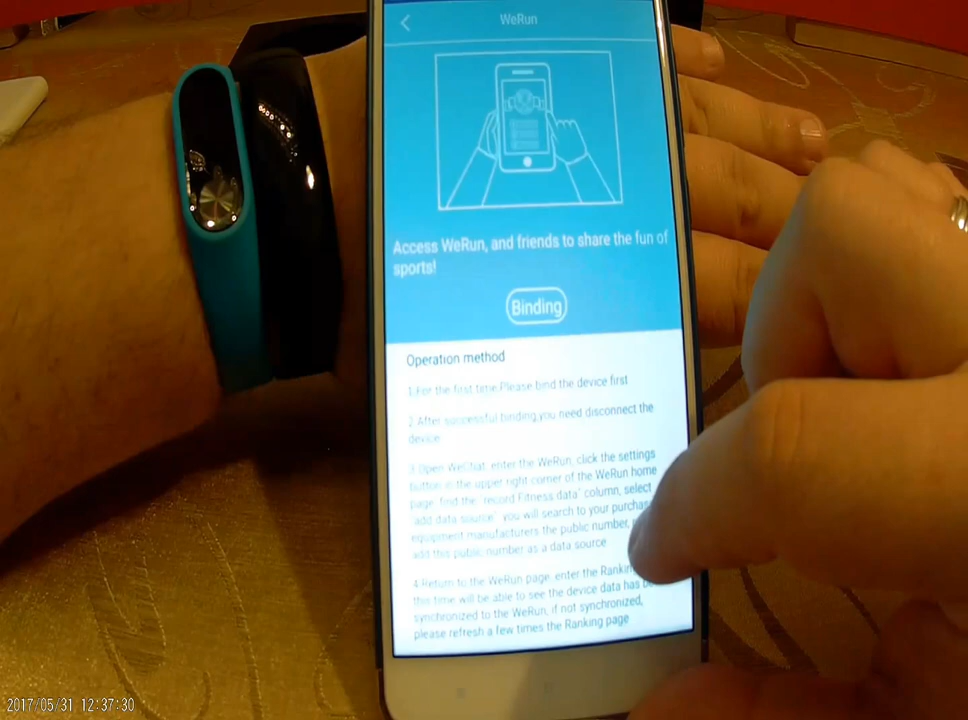 WeRun
Access WeRun, and friends to share the fun of
sports!
Binding
Operation method
1.For the first time.Please bind the device first
2.After successful binding,you need disconnect the
device
3.Open WeChat, enter the WeRun, click the settings
button in the upper right corner of the WeRun home
page, find the "record Fitness data" column, select
"add data source" you will search to your purchas
equipment manufacturers the public number,
add this public number as a data source
4.Return to the WeRun page, enter the Rankin
this time will be able to see the device data has be
synchronized to the WeRun, if not synchronized,
please refresh a few times the Ranking page
2017/05/31 12:37:30